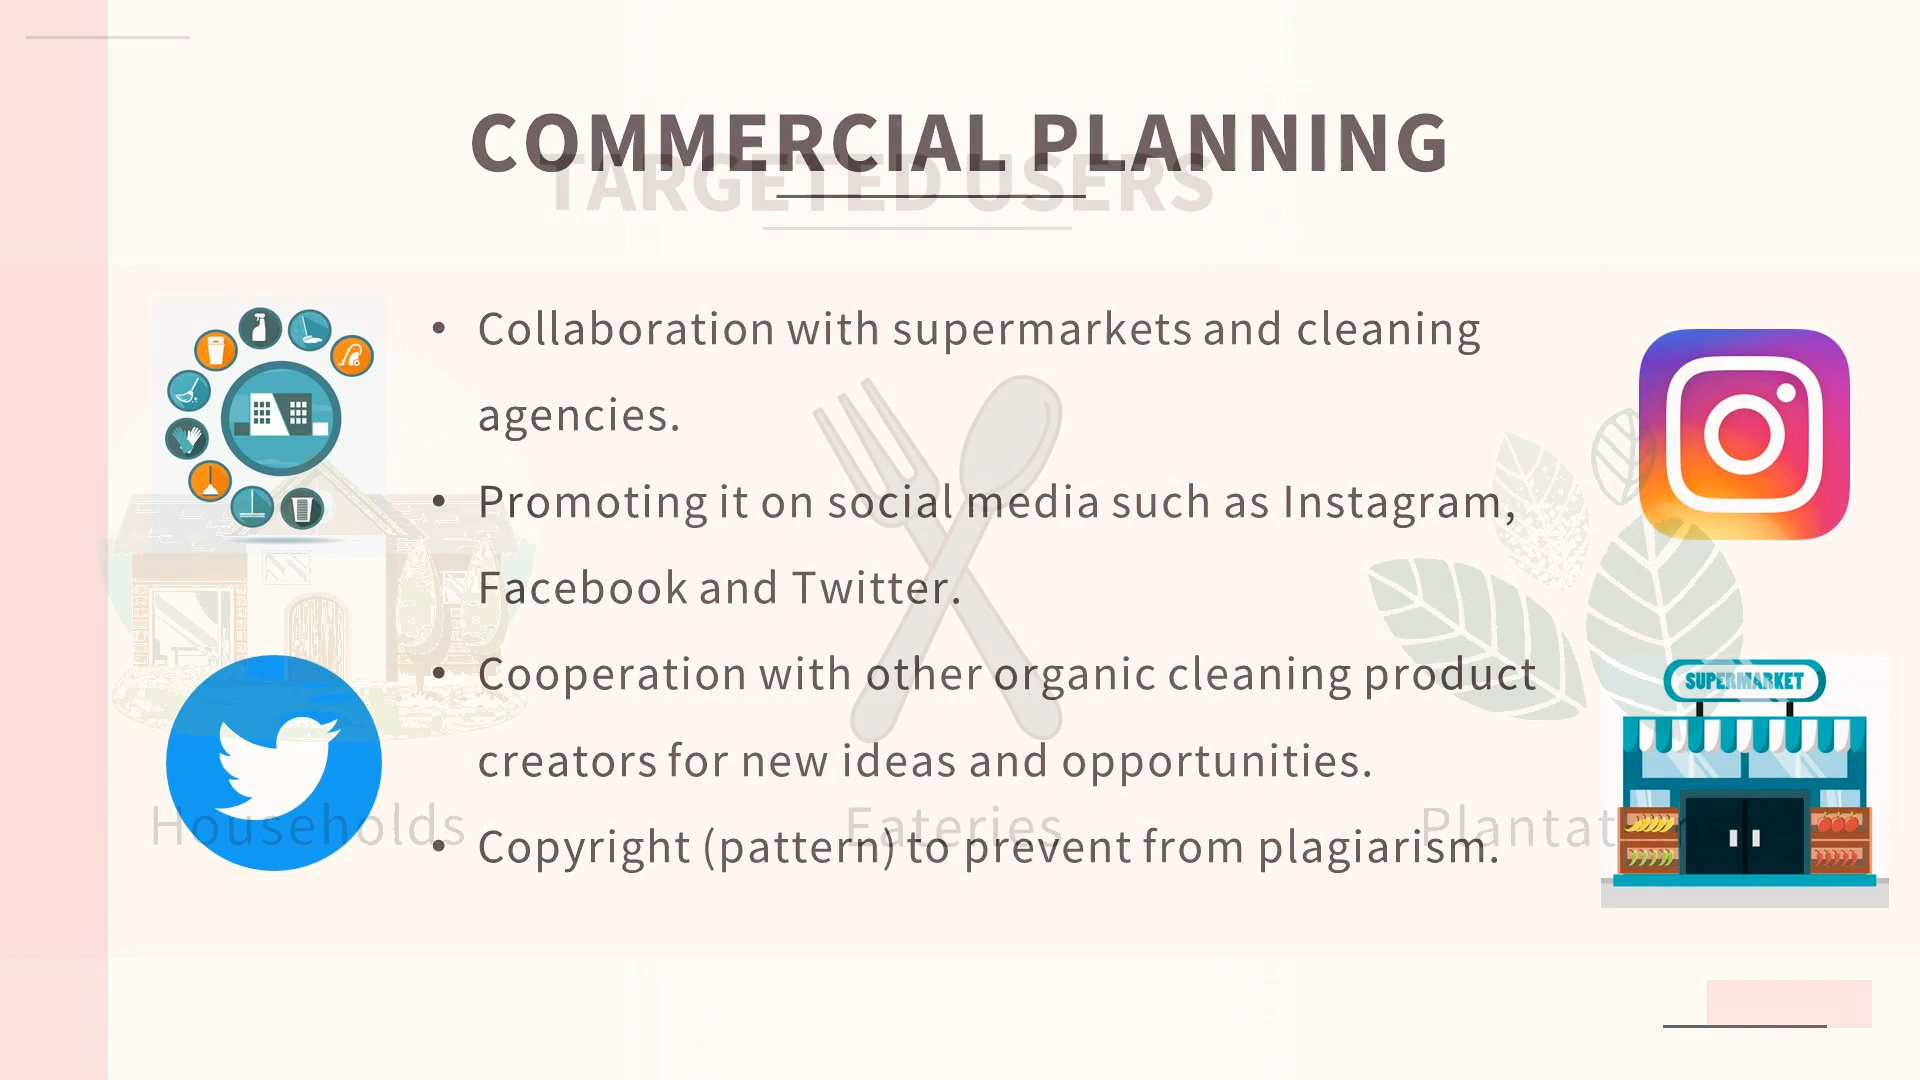 COMMERCIAL PLANNING
TARGETED USERS
• Collaboration with supermarkets and cleaning
agencies.
• Promoting it on social media such as Instagram,
Facebook and Twitter.
• Cooperation with other organic cleaning product
creators for new ideas and opportunities.
• Copyright (pattern) to prevent from plagiarism.
SUPERMARKET
Households
Eateries